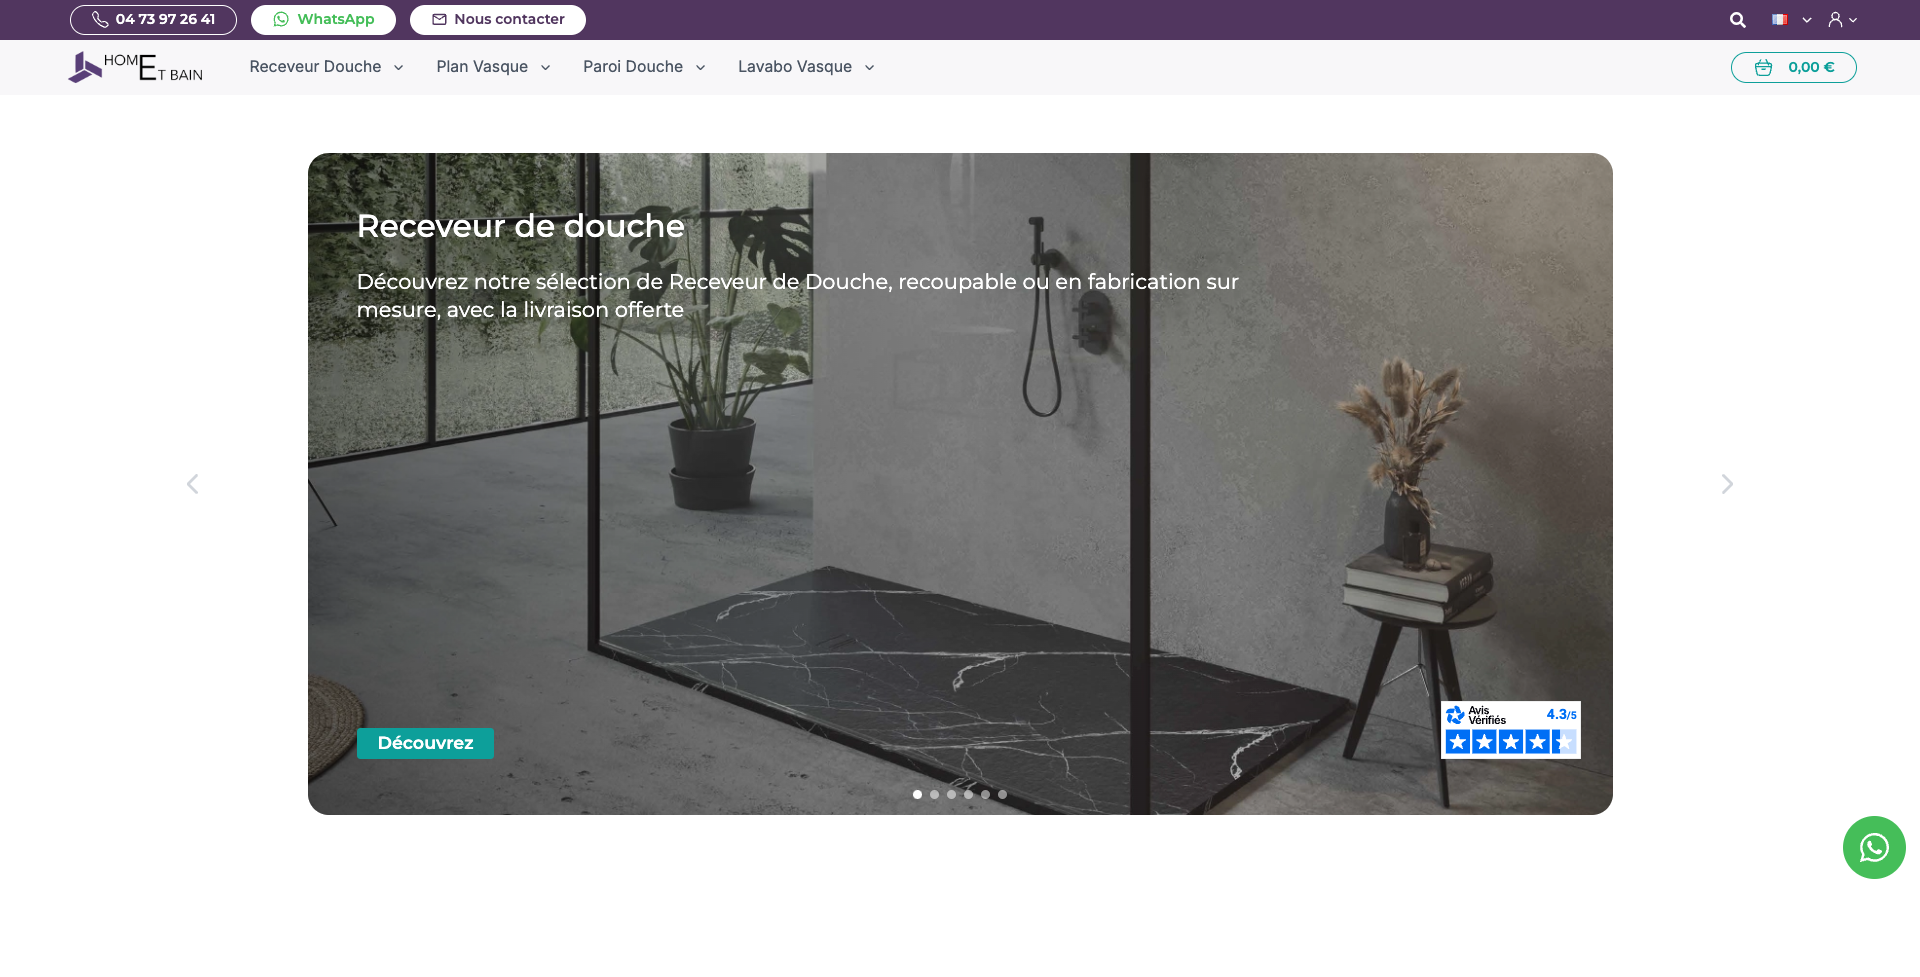 04 73 97 26 41
WhatsApp
Nous contacter
HOM ET BAIN
Receveur Douche
Plan Vasque
Paroi Douche
Lavabo Vasque
0,00 €
Receveur de douche
Découvrez notre sélection de Receveur de Douche, recoupable ou en fabrication sur
mesure, avec la livraison offerte
Découvrez
Avis
Vérifiés
4.3/5